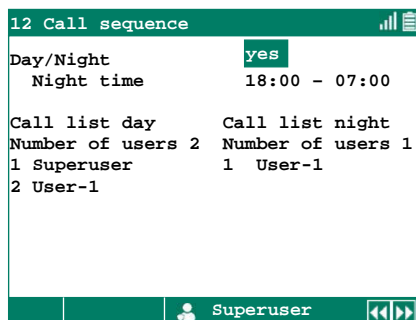 12 Call sequence
Day/Night yes
Night time 18:00 – 07:00
Call list day Call list night
Number of users 2 Number of users 1
1 Superuser 1 User-1
2 User-1
Superuser